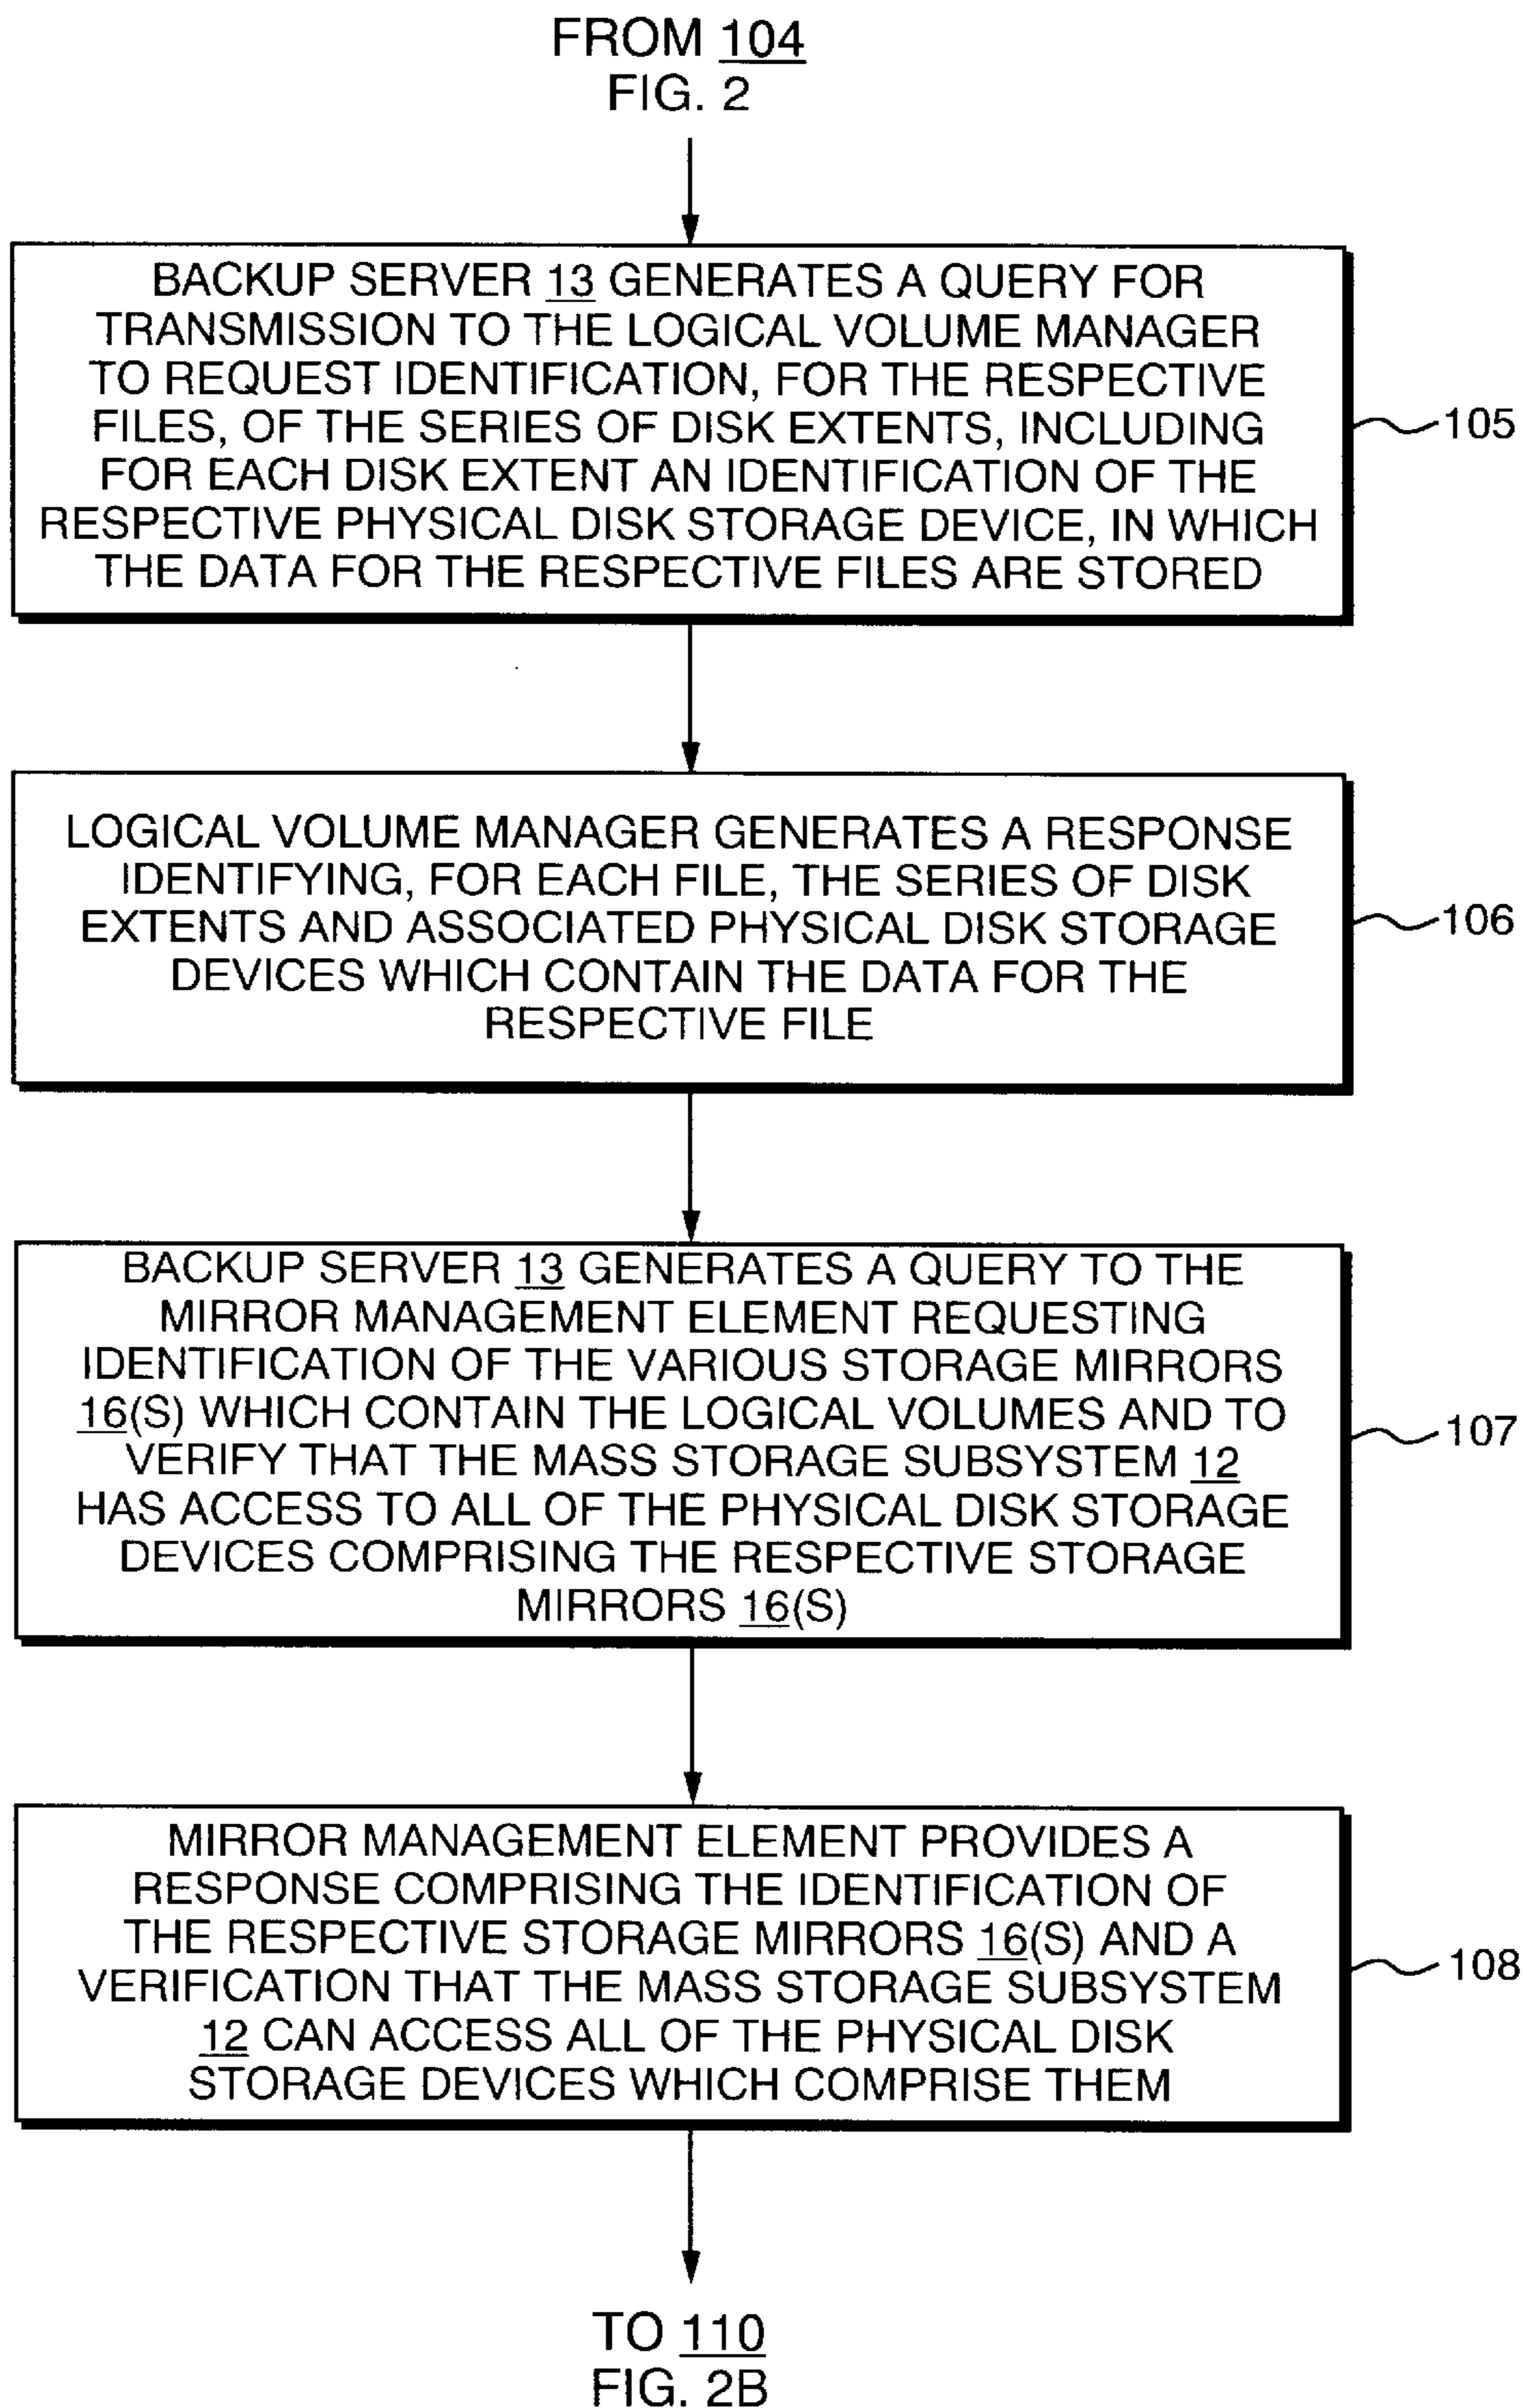 FROM 104
FIG. 2
BACKUP SERVER 13 GENERATES A QUERY FOR
TRANSMISSION TO THE LOGICAL VOLUME MANAGER
TO REQUEST IDENTIFICATION, FOR THE RESPECTIVE
FILES, OF THE SERIES OF DISK EXTENTS, INCLUDING
FOR EACH DISK EXTENT AN IDENTIFICATION OF THE
RESPECTIVE PHYSICAL DISK STORAGE DEVICE, IN WHICH
THE DATA FOR THE RESPECTIVE FILES ARE STORED
105
LOGICAL VOLUME MANAGER GENERATES A RESPONSE
IDENTIFYING, FOR EACH FILE, THE SERIES OF DISK
EXTENTS AND ASSOCIATED PHYSICAL DISK STORAGE
DEVICES WHICH CONTAIN THE DATA FOR THE
RESPECTIVE FILE
106
BACKUP SERVER 13 GENERATES A QUERY TO THE
MIRROR MANAGEMENT ELEMENT REQUESTING
IDENTIFICATION OF THE VARIOUS STORAGE MIRRORS
16(S) WHICH CONTAIN THE LOGICAL VOLUMES AND TO
VERIFY THAT THE MASS STORAGE SUBSYSTEM 12
HAS ACCESS TO ALL OF THE PHYSICAL DISK STORAGE
DEVICES COMPRISING THE RESPECTIVE STORAGE
MIRRORS 16(S)
107
MIRROR MANAGEMENT ELEMENT PROVIDES A
RESPONSE COMPRISING THE IDENTIFICATION OF
THE RESPECTIVE STORAGE MIRRORS 16(S) AND A
VERIFICATION THAT THE MASS STORAGE SUBSYSTEM
12 CAN ACCESS ALL OF THE PHYSICAL DISK
STORAGE DEVICES WHICH COMPRISE THEM
108
TO 110
FIG. 2B